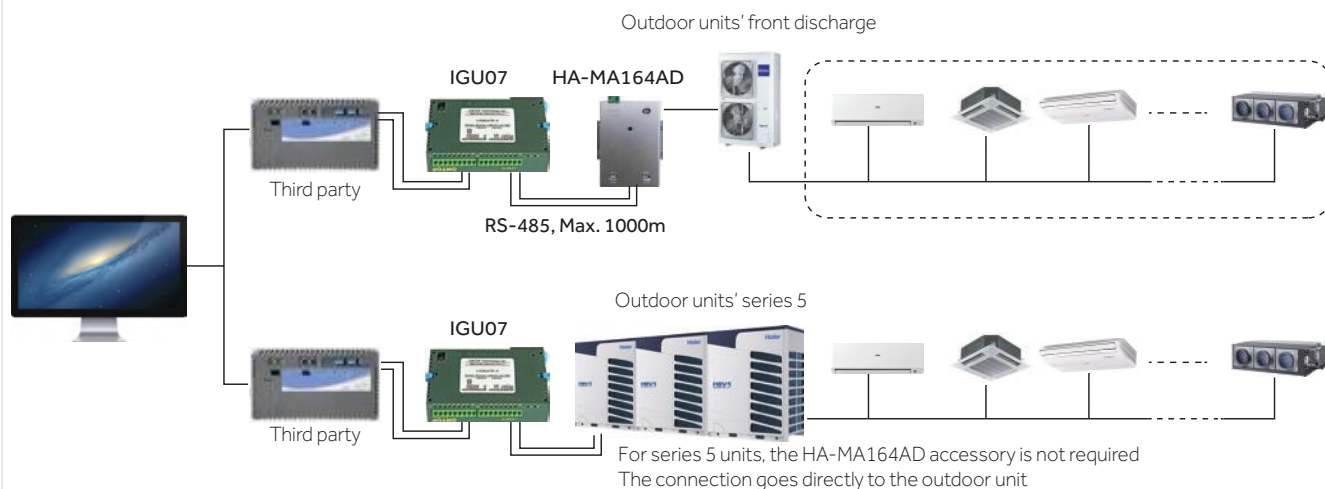 Outdoor units' front discharge
IGU07
HA-MA164AD
Third party
RS-485, Max. 1000m
Outdoor units' series 5
IGU07
Haier
Third party
For series 5 units, the HA-MA164AD accessory is not required
The connection goes directly to the outdoor unit